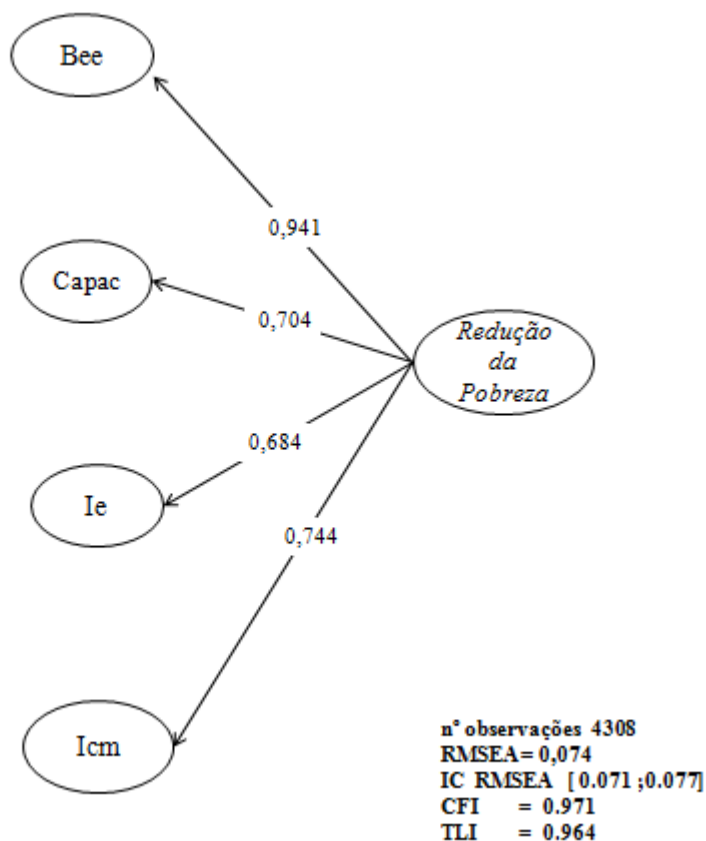 Bee
0,941
Capac
0,704
Redução
da
Pobreza
0,684
Ie
0,744
Icm
nº observações 4308
RMSEA= 0,074
IC RMSEA [0.071 ;0.077]
CFI = 0.971
TLI = 0.964